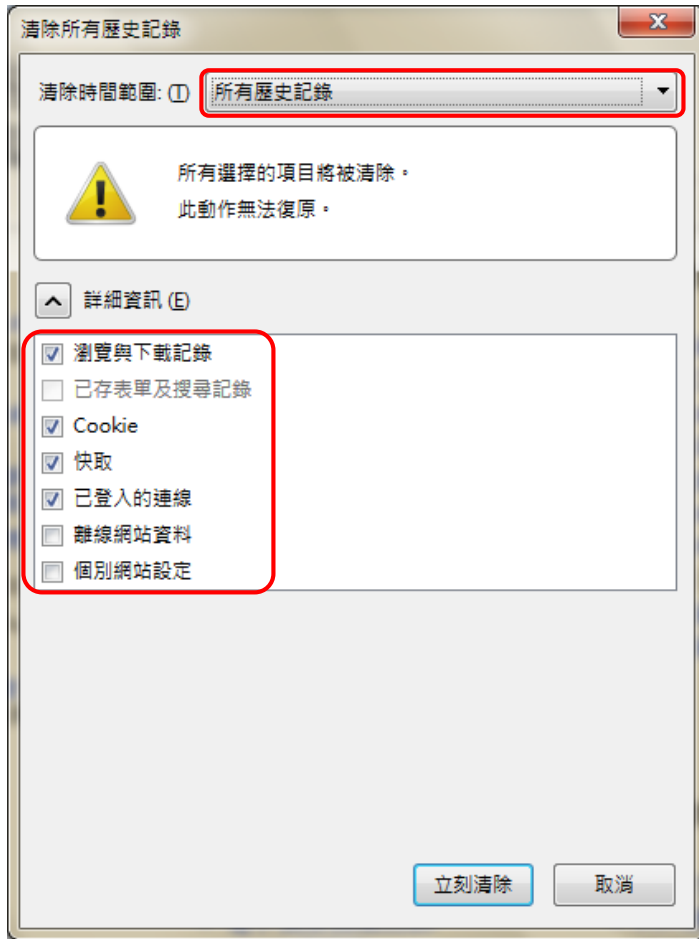 清除所有歷史記錄
清除時間範圍: (T) 所有歷史記錄
所有選擇的項目將被清除。
此動作無法復原。
詳細資訊 (E)
瀏覽與下載記錄
已存表單及搜尋記錄
Cookie
快取
已登入的連線
離線網站資料
個別網站設定
立刻清除 取消